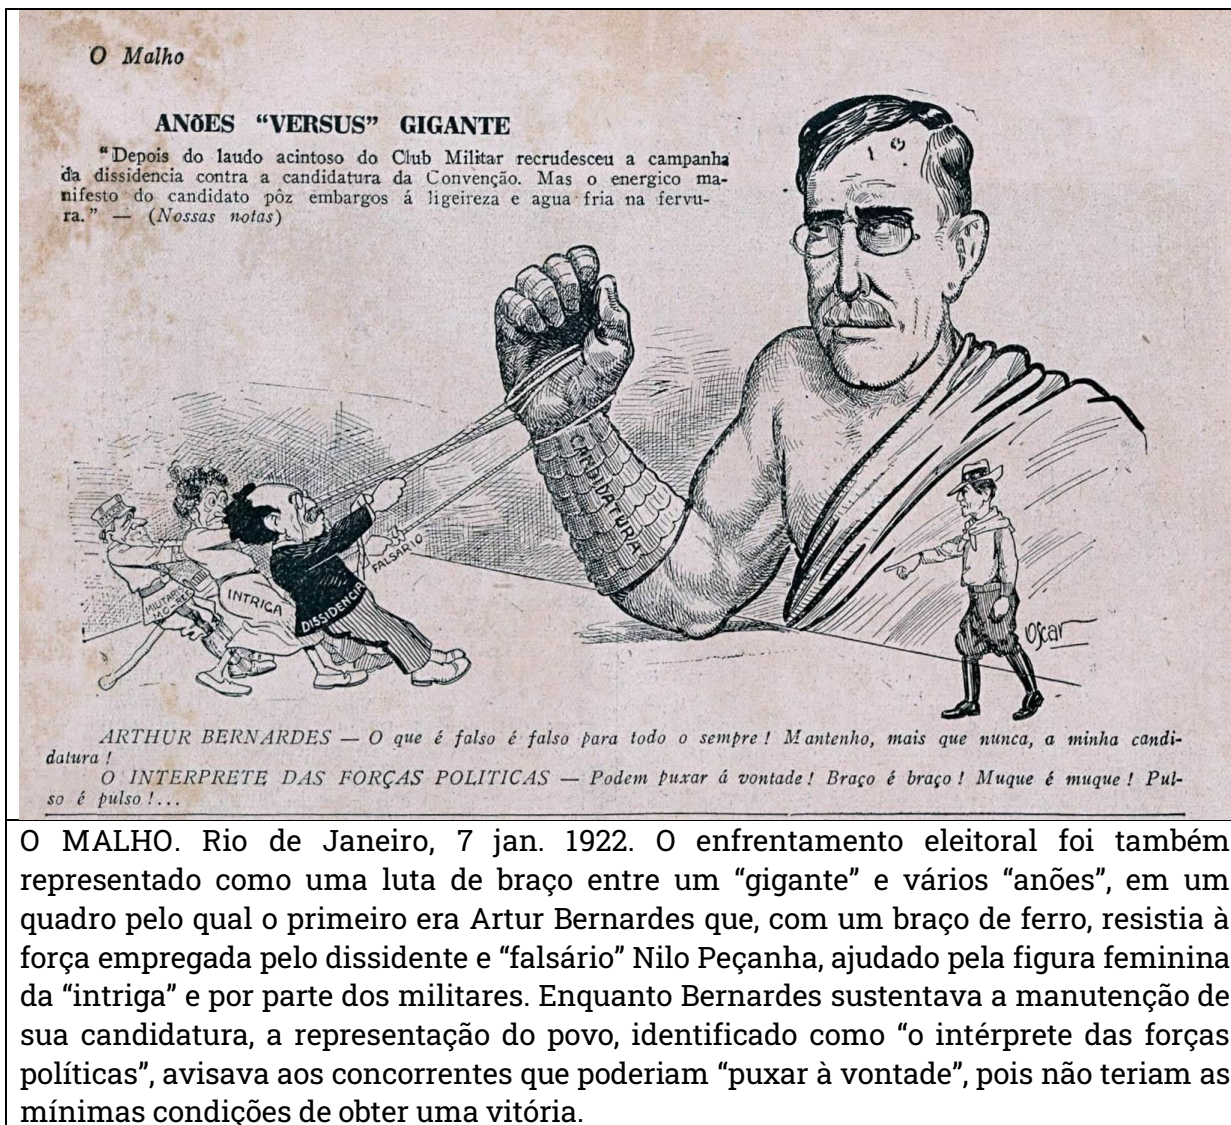 O Malho
ANõES "VERSUS" GIGANTE
"Depois do laudo acintoso do Club Militar recrudesceu a campanha
da dissidencia contra a candidatura da Convenção. Mas o energico ma-
nifesto do candidato pôz embargos á ligeireza e agua fria na fervu-
ra." — (Nossas notas)
CANDIDATURA
FALSARIO
INTRIGA
DISSIDENCIA
Oscar
ARTHUR BERNARDES — O que é falso é falso para todo o sempre! Mantenho, mais que nunca, a minha candi-
datura!
O INTERPRETE DAS FORÇAS POLITICAS — Podem puxar á vontade! Braço é braço! Muque é muque! Pul-
so é pulso!...
O MALHO. Rio de Janeiro, 7 jan. 1922. O enfrentamento eleitoral foi também
representado como uma luta de braço entre um “gigante” e vários “anões”, em um
quadro pelo qual o primeiro era Artur Bernardes que, com um braço de ferro, resistia à
força empregada pelo dissidente e “falsário” Nilo Peçanha, ajudado pela figura feminina
da “intriga” e por parte dos militares. Enquanto Bernardes sustentava a manutenção de
sua candidatura, a representação do povo, identificado como “o intérprete das forças
políticas”, avisava aos concorrentes que poderiam “puxar à vontade”, pois não teriam as
mínimas condições de obter uma vitória.